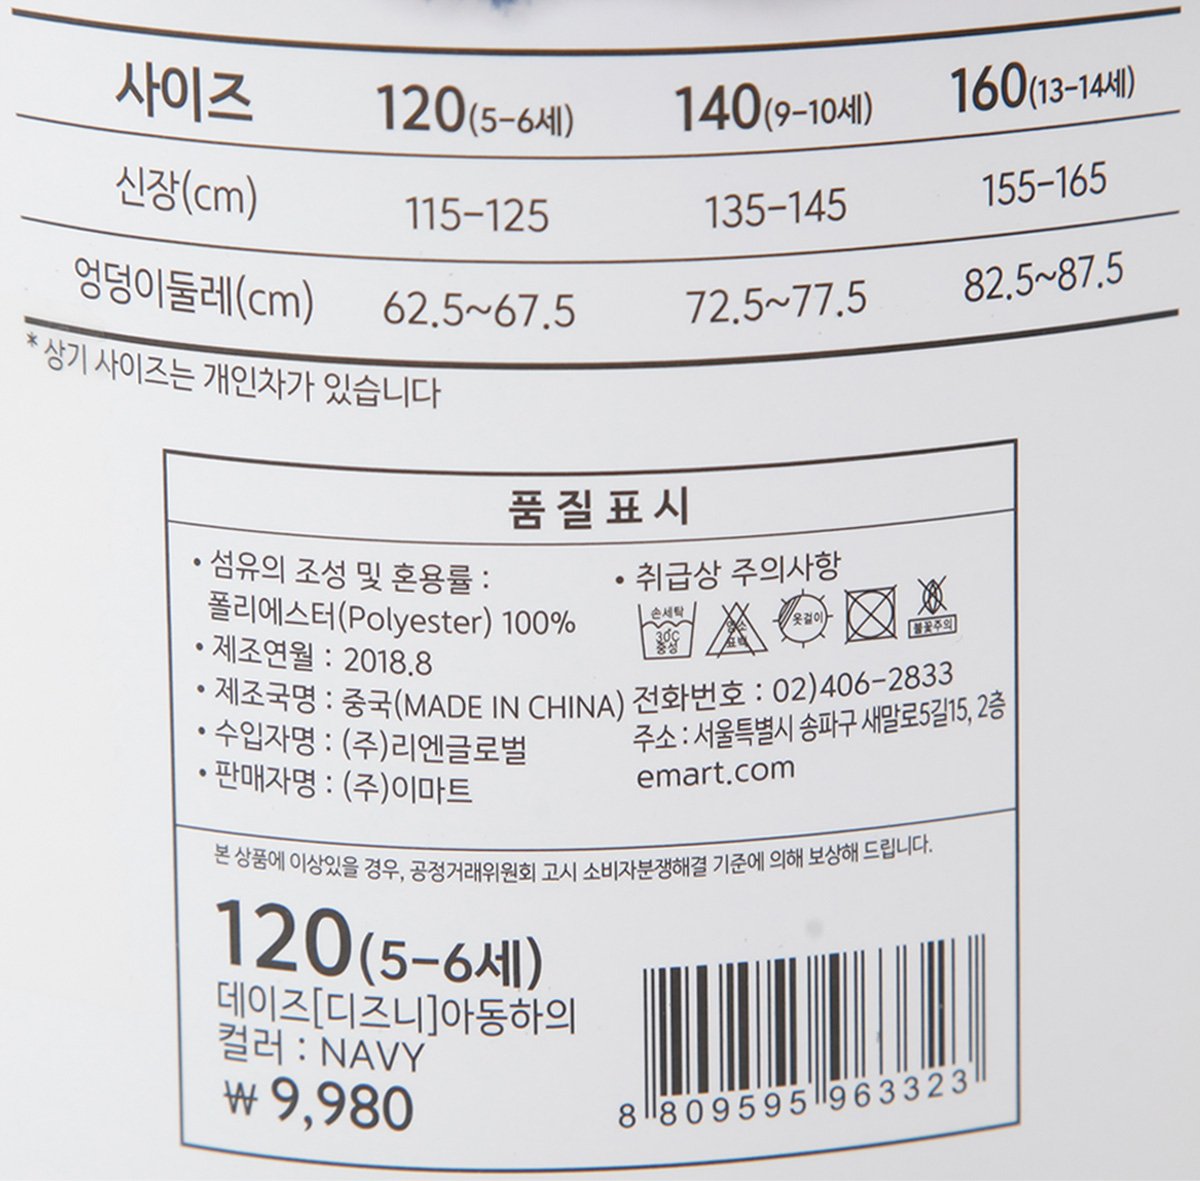 사이즈 120(5-6세) 140(9-10세) 160(13-14세)
신장(cm) 115-125 135-145 155-165
엉덩이둘레(cm) 62.5~67.5 72.5~77.5 82.5~87.5
* 상기 사이즈는 개인차가 있습니다
품질표시
• 섬유의 조성 및 혼용률 :
폴리에스터(Polyester) 100%
• 제조연월 : 2018.8
• 제조국명 : 중국(MADE IN CHINA)
• 수입자명 : (주)리엔글로벌
• 판매자명 : (주)이마트
• 취급상 주의사항
손세탁
30℃
중성
염소
표백
옷걸이
불꽃주의
전화번호 : 02)406-2833
주소 : 서울특별시 송파구 새말로5길15, 2층
emart.com
본 상품에 이상있을 경우, 공정거래위원회 고시 소비자분쟁해결 기준에 의해 보상해 드립니다.
120(5-6세)
데이즈[디즈니]아동하의
컬러 : NAVY
₩ 9,980
8 809595 963323